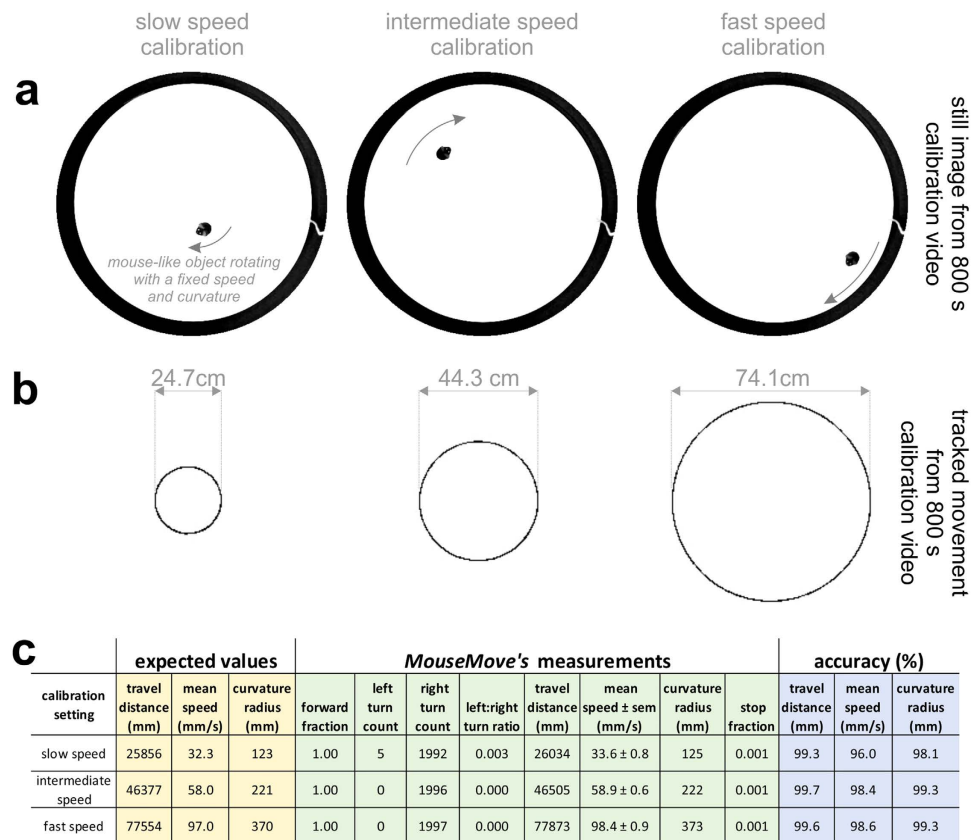 slow speed
calibration
intermediate speed
calibration
fast speed
calibration
a
mouse-like object rotating
with a fixed speed
and curvature
still image from 800 s
calibration video
b
24.7cm
44.3 cm
74.1cm
tracked movement
from 800 s
calibration video
c
expected values MouseMove's measurements accuracy (%)
calibration setting travel distance (mm) mean speed (mm/s) curvature radius (mm) forward fraction left turn count right turn count left:right turn ratio travel distance (mm) mean speed ± sem (mm/s) curvature radius (mm) stop fraction travel distance (mm) mean speed (mm/s) curvature radius (mm)
slow speed 25856 32.3 123 1.00 5 1992 0.003 26034 33.6 ± 0.8 125 0.001 99.3 96.0 98.1
intermediate speed 46377 58.0 221 1.00 0 1996 0.000 46505 58.9 ± 0.6 222 0.001 99.7 98.4 99.3
fast speed 77554 97.0 370 1.00 0 1997 0.000 77873 98.4 ± 0.9 373 0.001 99.6 98.6 99.3